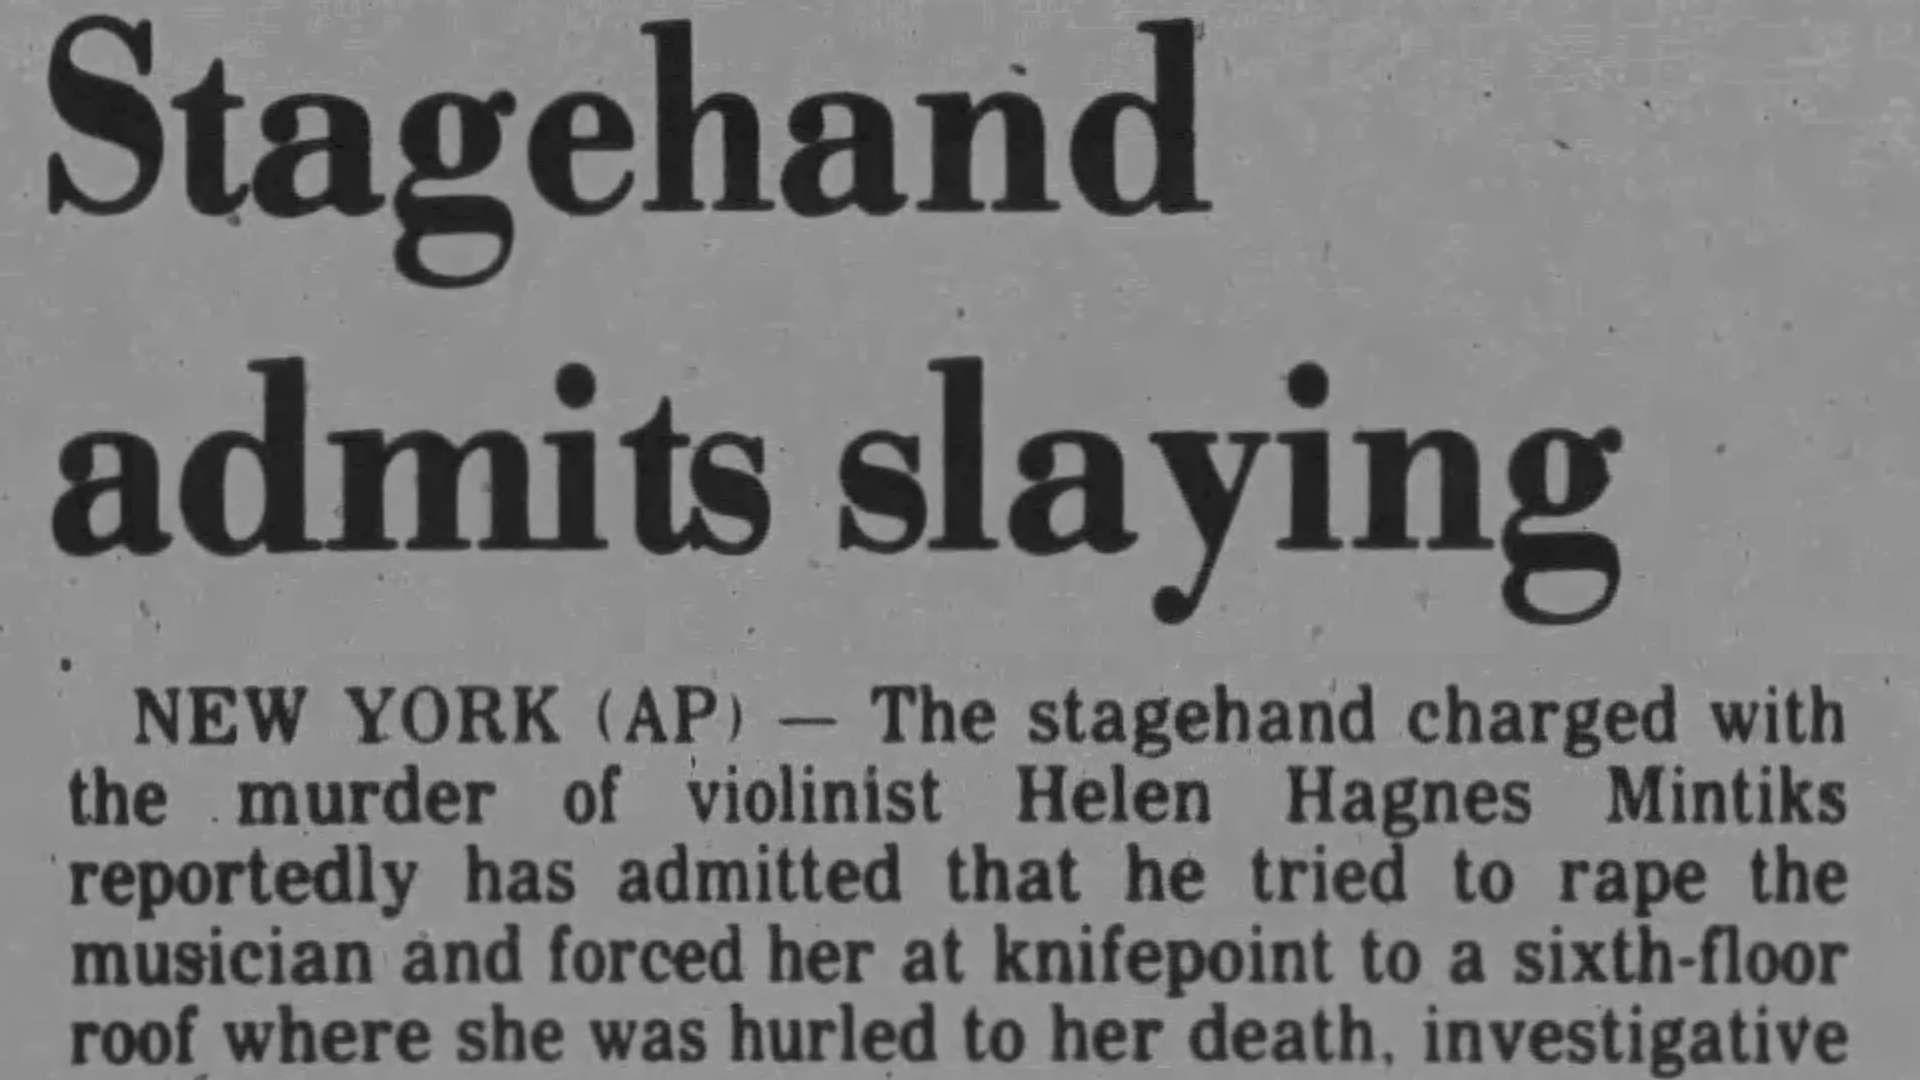 Stagehand
admits slaying
NEW YORK (AP) — The stagehand charged with
the murder of violinist Helen Hagnes Mintiks
reportedly has admitted that he tried to rape the
musician and forced her at knifepoint to a sixth-floor
roof where she was hurled to her death, investigative